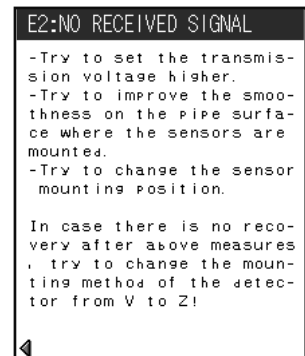 E2:NO RECEIVED SIGNAL
-Try to set the transmis-
sion voltage higher.
-Try to improve the smoo-
thness on the pipe surfa-
ce where the sensors are
mounted.
-Try to change the sensor
mounting position.
In case there is no reco-
very after above measures
, try to change the moun-
ting method of the detec-
tor from V to Z!